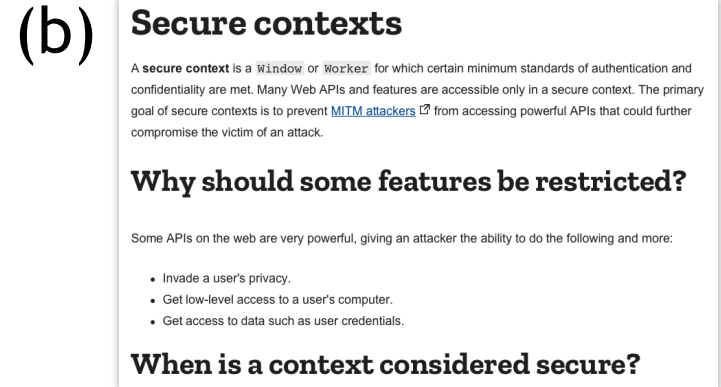 (b)
Secure contexts
A secure context is a Window or Worker for which certain minimum standards of authentication and
confidentiality are met. Many Web APIs and features are accessible only in a secure context. The primary
goal of secure contexts is to prevent MITM attackers from accessing powerful APIs that could further
compromise the victim of an attack.
Why should some features be restricted?
Some APIs on the web are very powerful, giving an attacker the ability to do the following and more:
• Invade a user's privacy.
• Get low-level access to a user's computer.
• Get access to data such as user credentials.
When is a context considered secure?